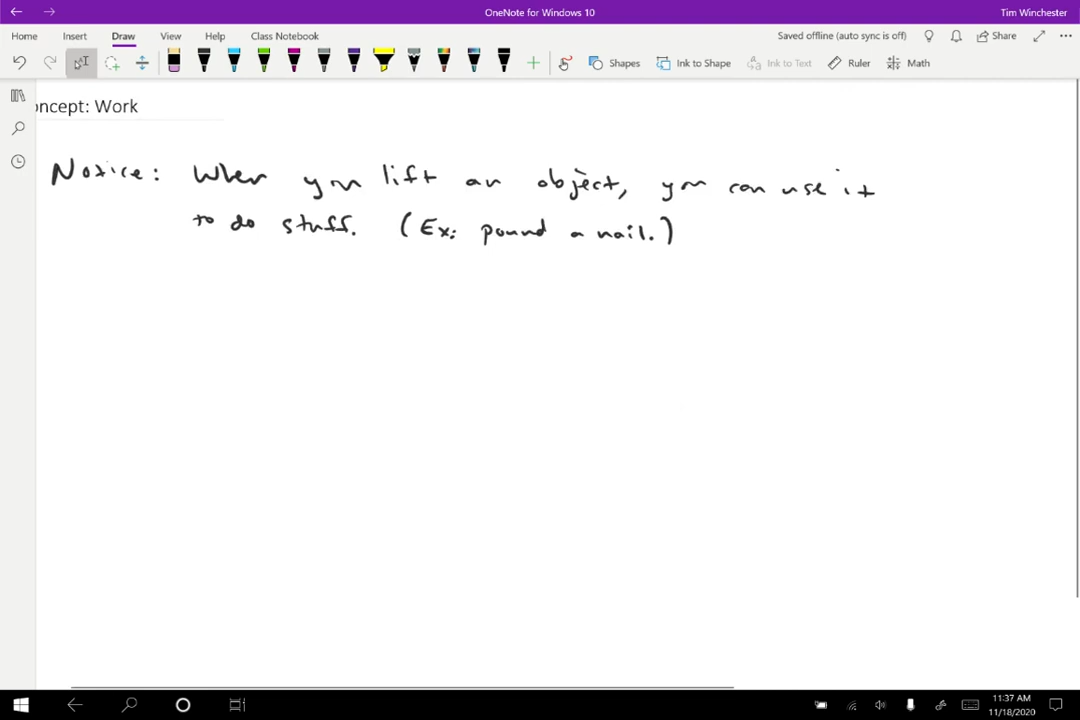 OneNote for Windows 10
Tim Winchester
Home Insert Draw View Help Class Notebook
Saved offline (auto sync is off) Share
Shapes Ink to Shape Ink to Text Ruler Math
oncept: Work
Notice: When you lift an object, you can use it
to do stuff. (Ex: pound a nail.)
11:37 AM
11/18/2020